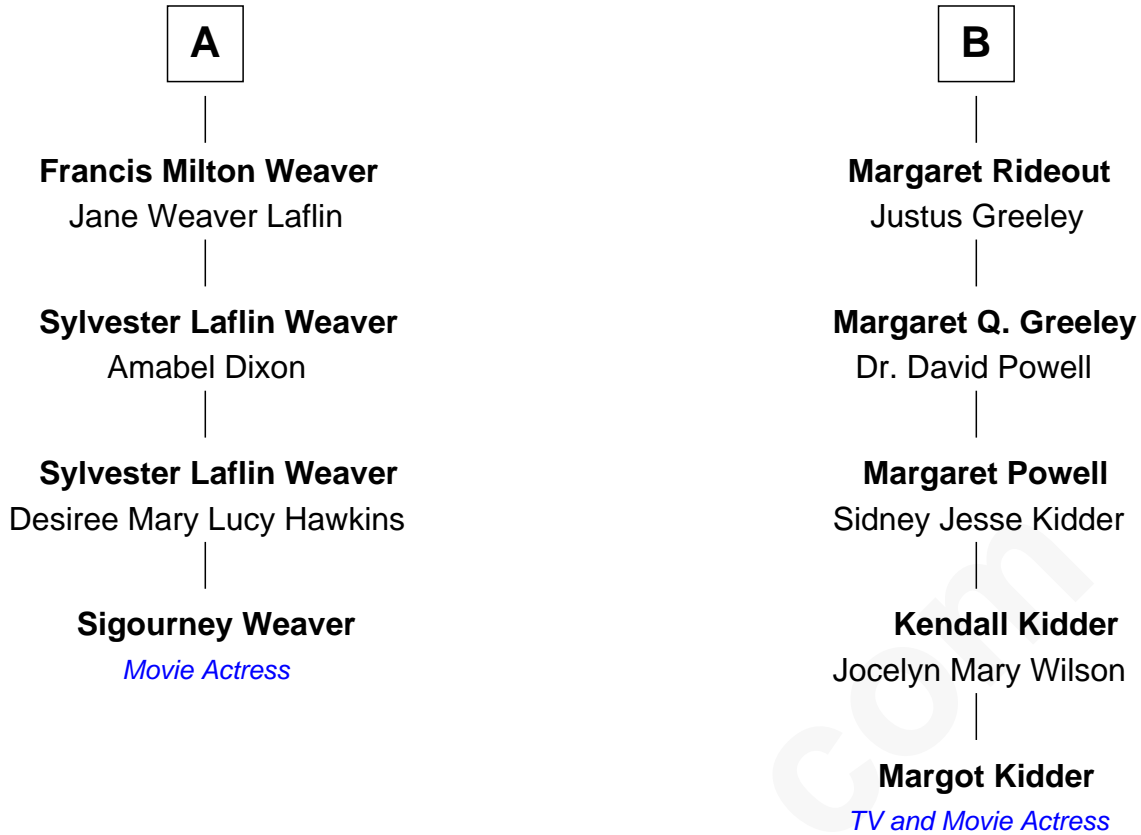 A
Francis Milton Weaver
Jane Weaver Laflin
Sylvester Laflin Weaver
Amabel Dixon
Sylvester Laflin Weaver
Desiree Mary Lucy Hawkins
Sigourney Weaver
Movie Actress
B
Margaret Rideout
Justus Greeley
Margaret Q. Greeley
Dr. David Powell
Margaret Powell
Sidney Jesse Kidder
Kendall Kidder
Jocelyn Mary Wilson
Margot Kidder
TV and Movie Actress
com